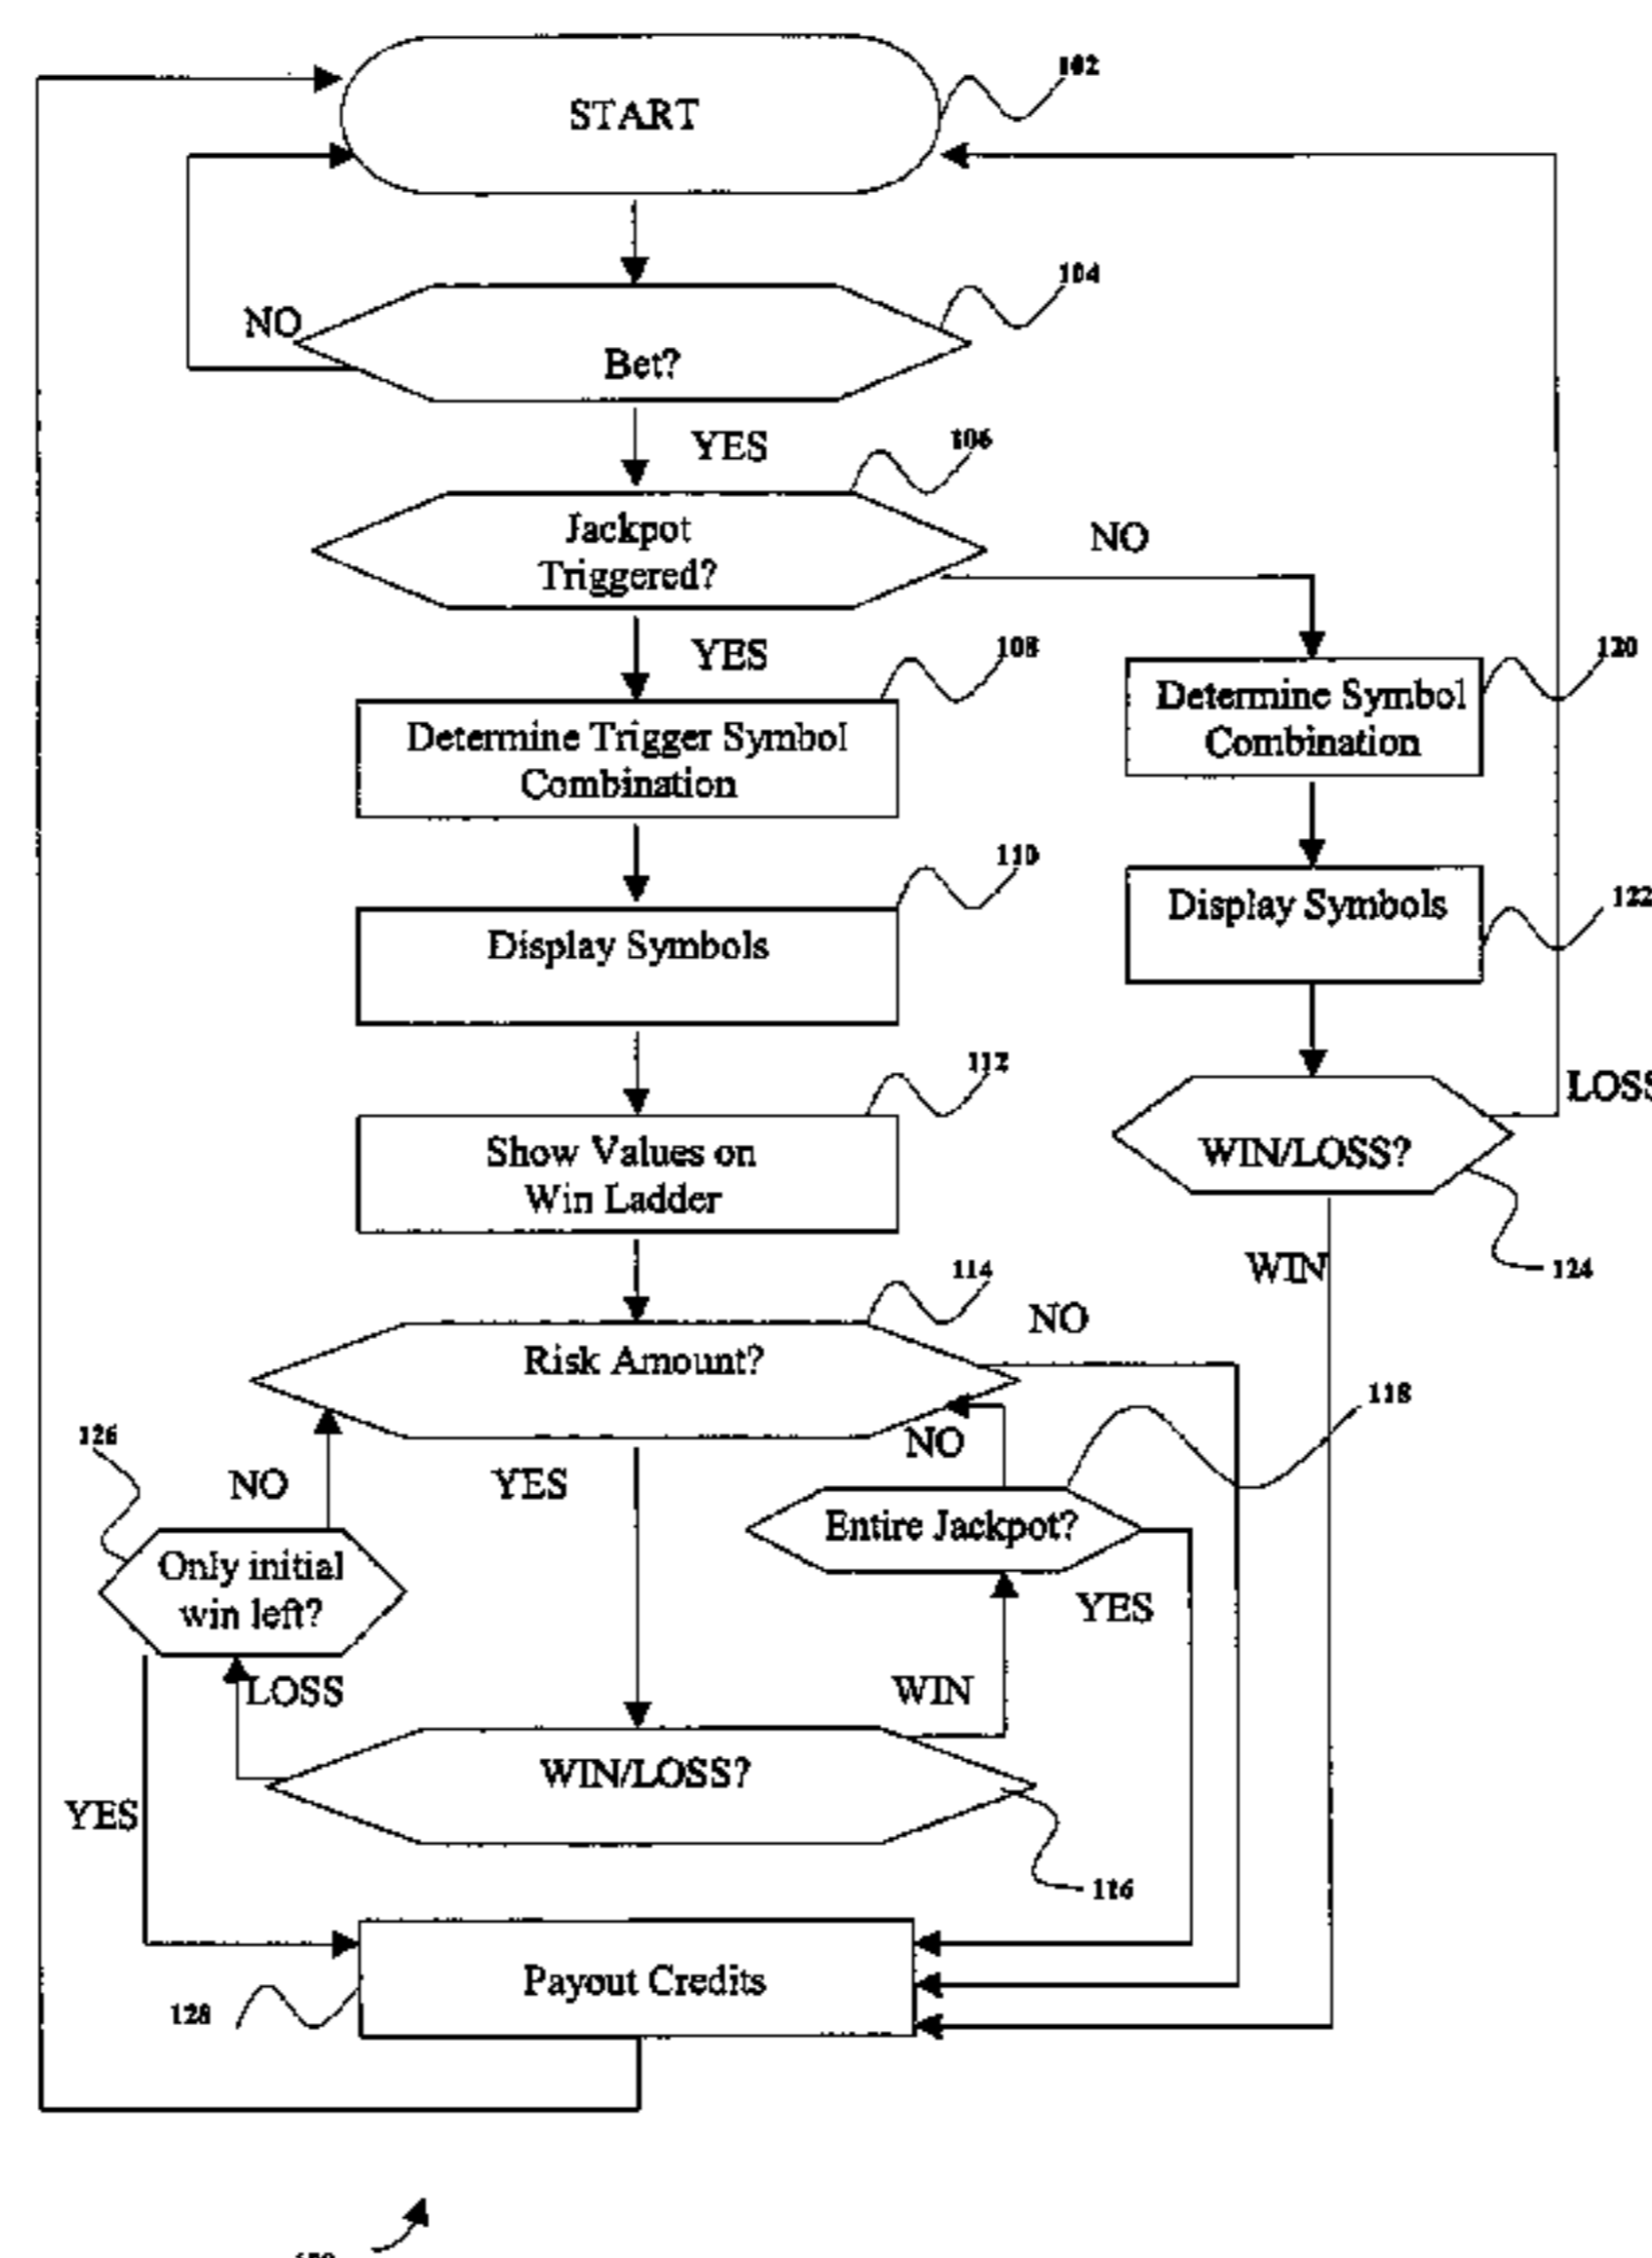 102
START
104
NO
Bet?
YES
106
Jackpot
Triggered?
NO
YES
108
120
Determine Trigger Symbol
Combination
Determine Symbol
Combination
110
122
Display Symbols
Display Symbols
112
LOSS
Show Values on
Win Ladder
WIN/LOSS?
WIN
124
114
NO
Risk Amount?
118
126
NO
NO
YES
Entire Jackpot?
Only initial
win left?
YES
LOSS
WIN
WIN/LOSS?
YES
116
Payout Credits
128